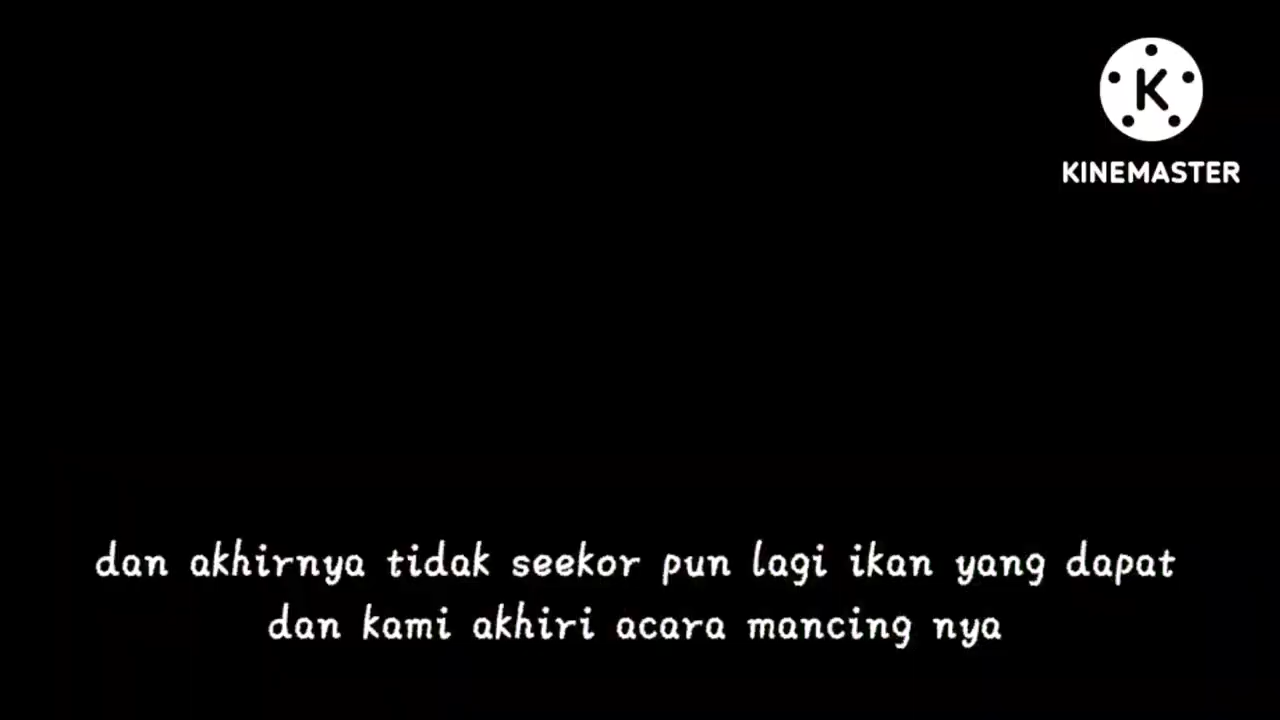 K
KINEMASTER
dan akhirnya tidak seekor pun lagi ikan yang dapat
dan kami akhiri acara mancing nya